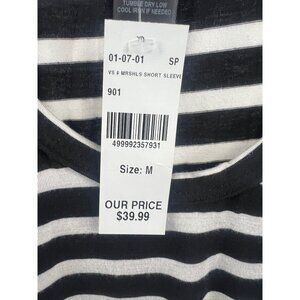 TUMBLE DRY LOW
COOL IRON IF NEEDED
01-07-01 SP
VS # MRSHLS SHORT SLEEVE
901
499992357931
Size: M
OUR PRICE
$39.99